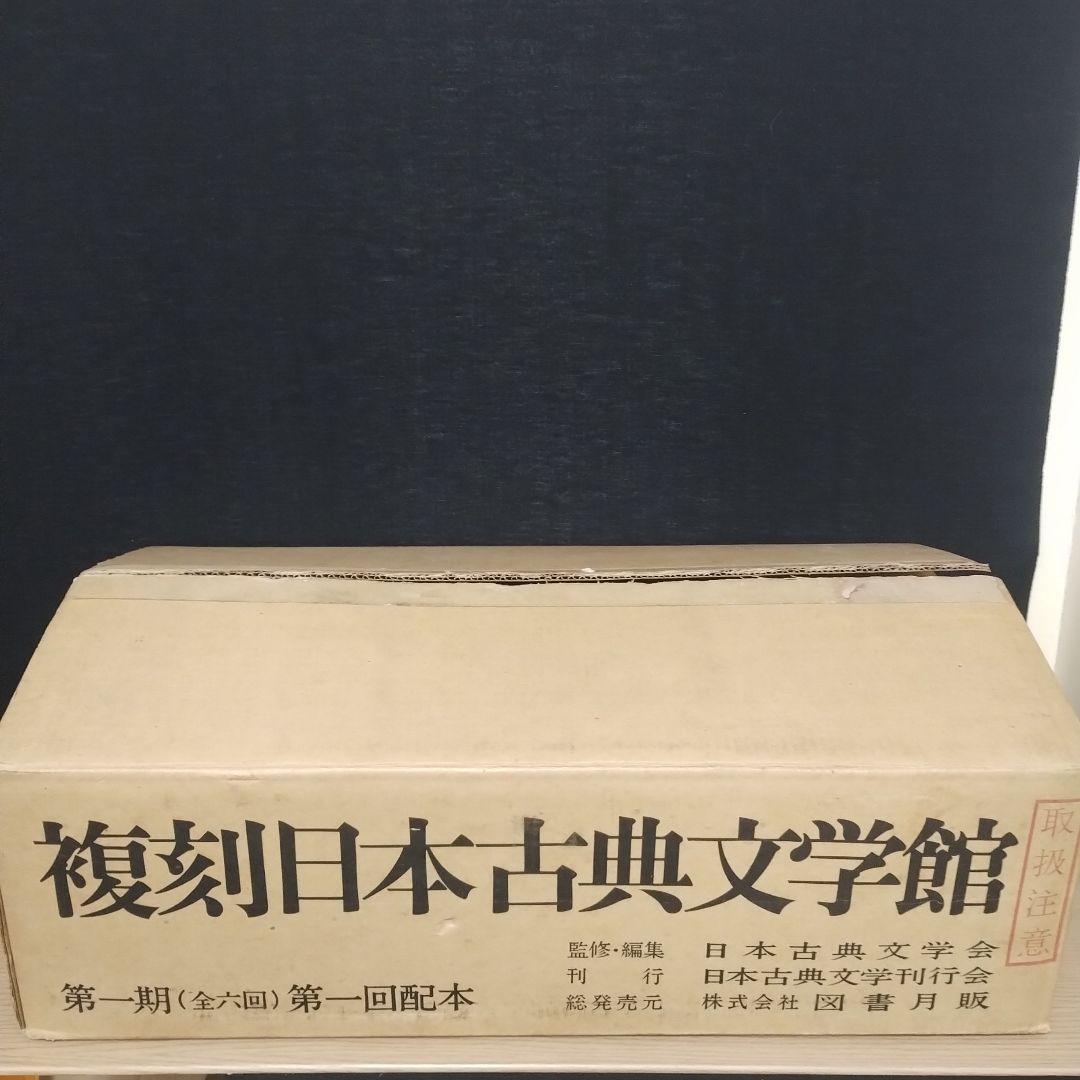 複刻日本古典文学館
第一期(全六回)第一回配本
監修・編集 日本古典文学会
刊行 日本古典文学刊行会
総発売元 株式会社 図書月販
取扱注意